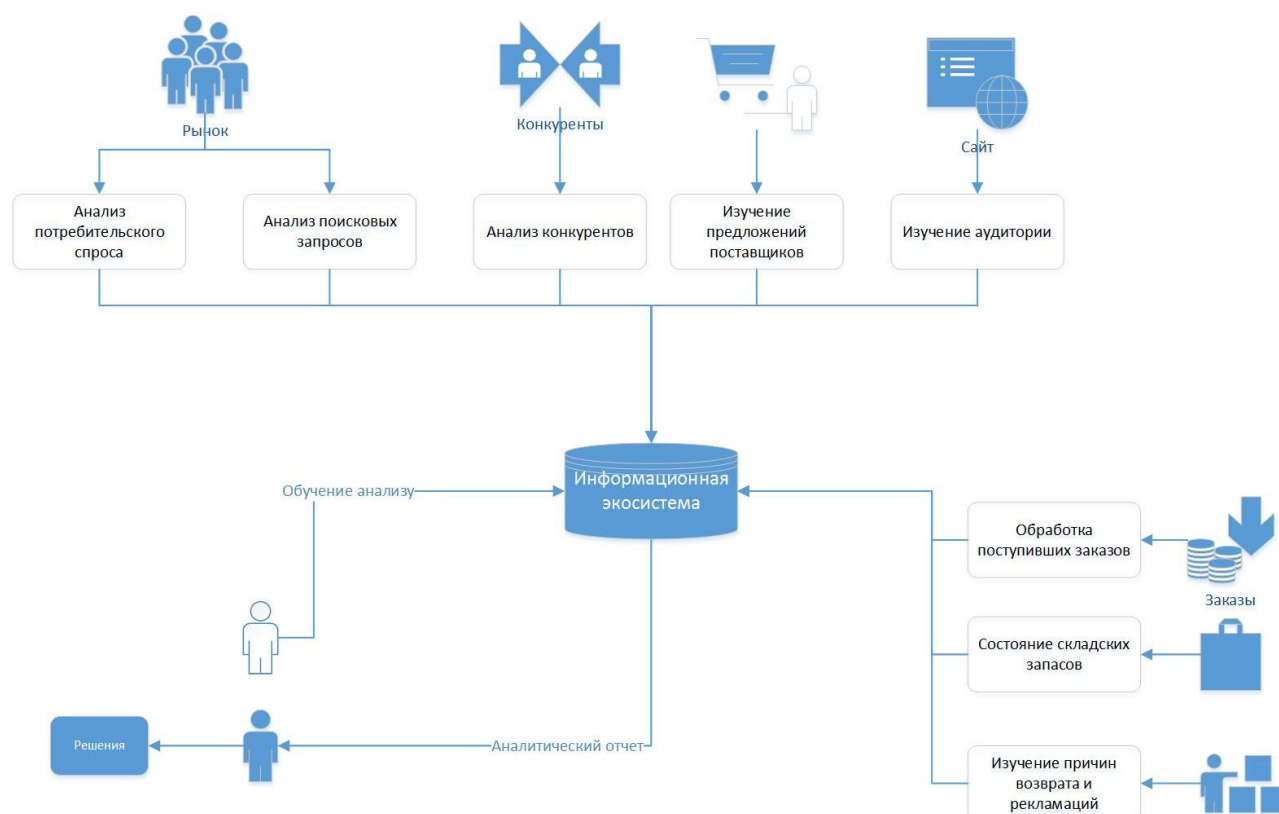 Рынок
Конкуренты
Сайт
Анализ
потребительского
спроса
Анализ поисковых
запросов
Анализ конкурентов
Изучение
предложений
поставщиков
Изучение аудитории
Информационная
экосистема
Обучение анализу
Обработка
поступивших заказов
Заказы
Состояние складских
запасов
Решения
Аналитический отчет
Изучение причин
возврата и
рекламаций